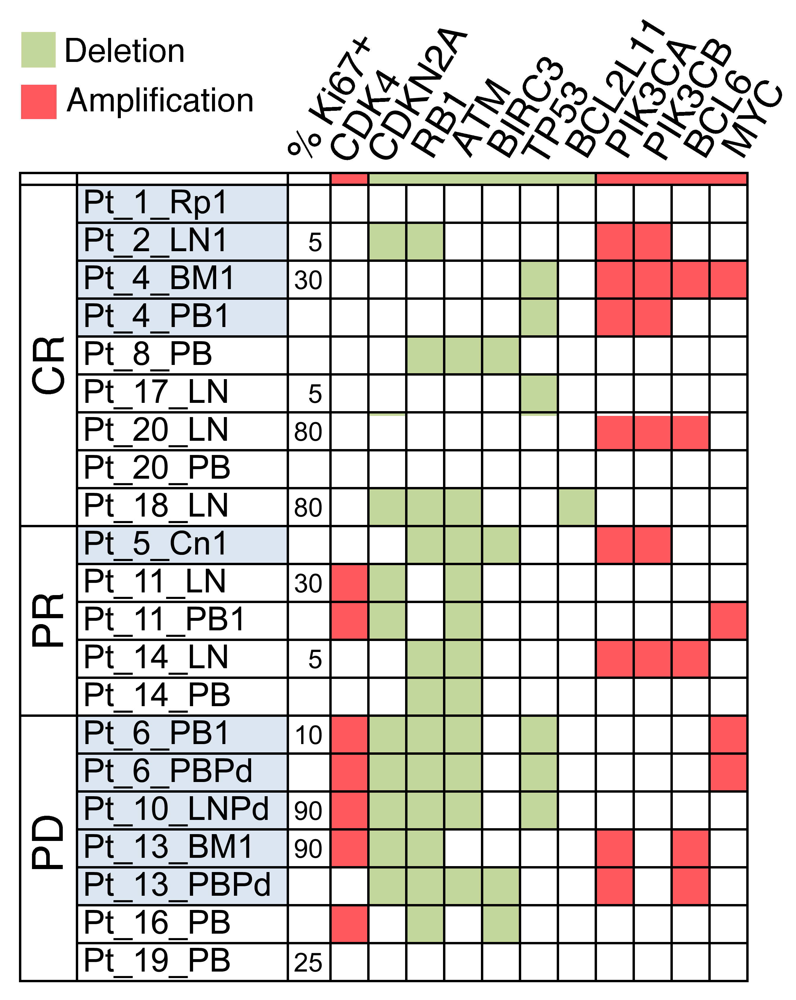 Deletion
Amplification
% Ki67+
CDK4
CDKN2A
RB1
ATM
BIRC3
TP53
BCL2L11
PIK3CA
PIK3CB
BCL6
MYC
CR
Pt_1_Rp1
Pt_2_LN1 5
Pt_4_BM1 30
Pt_4_PB1
Pt_8_PB
Pt_17_LN 5
Pt_20_LN 80
Pt_20_PB
Pt_18_LN 80
PR
Pt_5_Cn1
Pt_11_LN 30
Pt_11_PB1
Pt_14_LN 5
Pt_14_PB
PD
Pt_6_PB1 10
Pt_6_PBPd
Pt_10_LNPd 90
Pt_13_BM1 90
Pt_13_PBPd
Pt_16_PB
Pt_19_PB 25